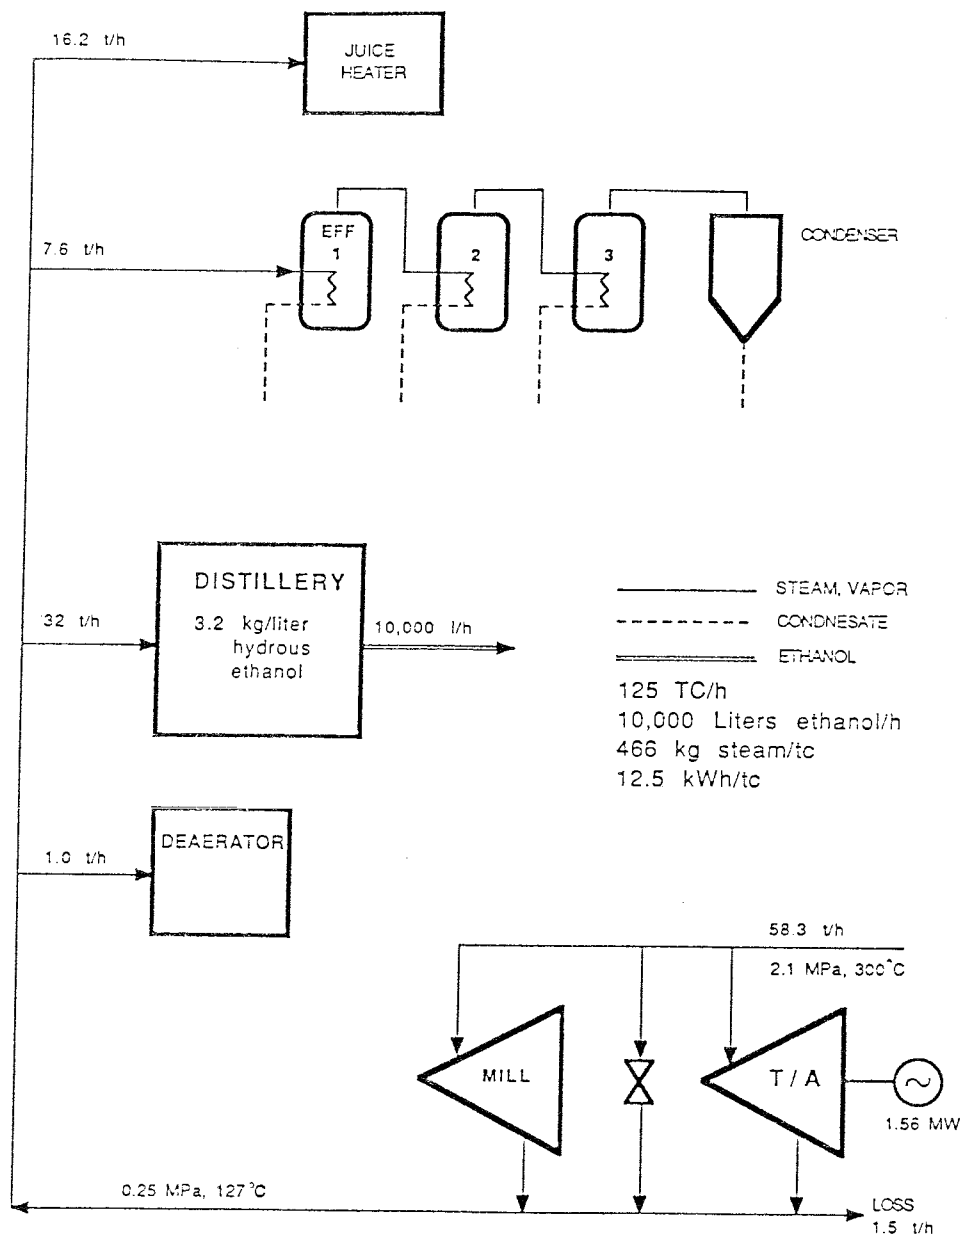 16.2 t/h
JUICE
HEATER
EFF
1
2
3
CONDENSER
7.6 t/h
DISTILLERY
3.2 kg/liter
hydrous
ethanol
32 t/h
10,000 l/h
STEAM, VAPOR
CONDNESATE
ETHANOL
125 TC/h
10,000 Liters ethanol/h
466 kg steam/tc
12.5 kWh/tc
DEAERATOR
1.0 t/h
58.3 t/h
2.1 MPa, 300°C
MILL
T/A
1.56 MW
0.25 MPa, 127°C
LOSS
1.5 t/h